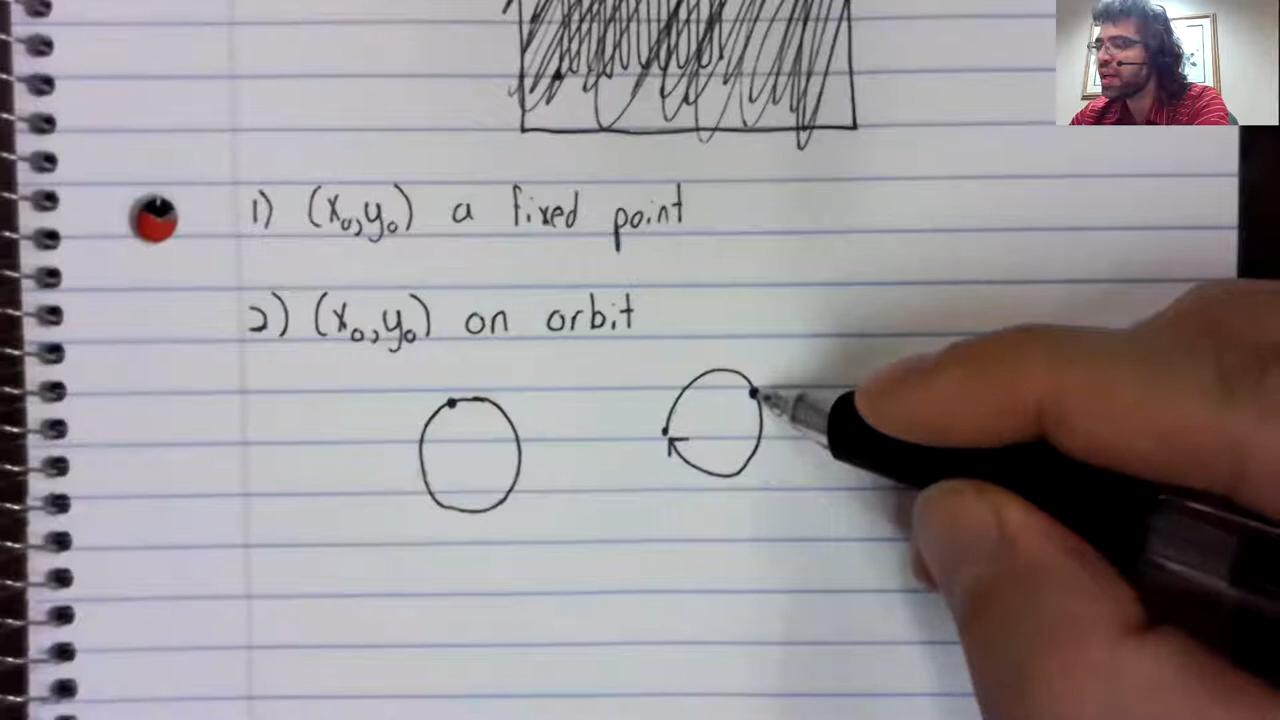 1) (x₀,y₀) a fixed point
2) (x₀,y₀) on orbit